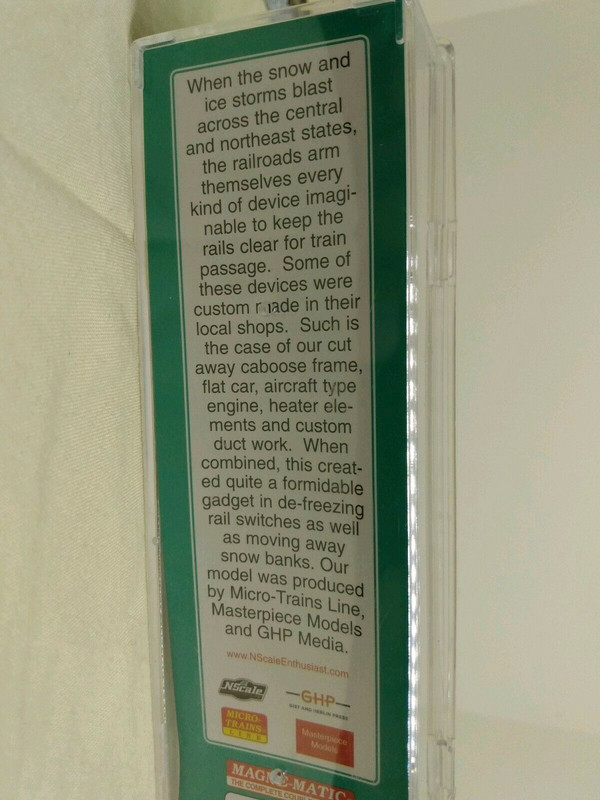 When the snow and
ice storms blast
across the central
and northeast states,
the railroads arm
themselves every
kind of device imagi-
nable to keep the
rails clear for train
passage. Some of
these devices were
custom made in their
local shops. Such is
the case of our cut
away caboose frame,
flat car, aircraft type
engine, heater ele-
ments and custom
duct work. When
combined, this creat-
ed quite a formidable
gadget in de-freezing
rail switches as well
as moving away
snow banks. Our
model was produced
by Micro-Trains Line,
Masterpiece Models
and GHP Media.
www.NScaleEnthusiast.com
NScale
GHP
MICRO-
TRAINS
LINE
Masterpiece
Models
MAGNE-MATIC
THE COMPLETE